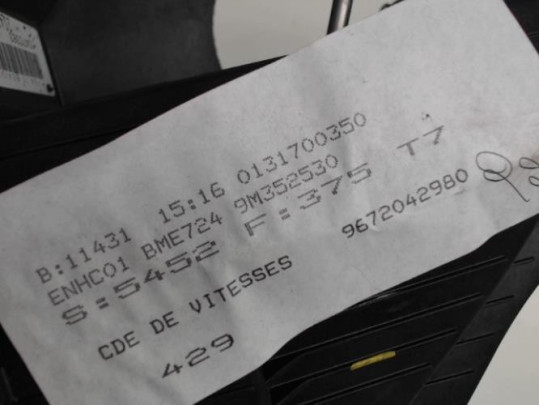 B:11431 15:16 0131700350
ENHC01 BME724 9M352530
S:5452 F:375 T7
9672042980
CDE DE VITESSES
429